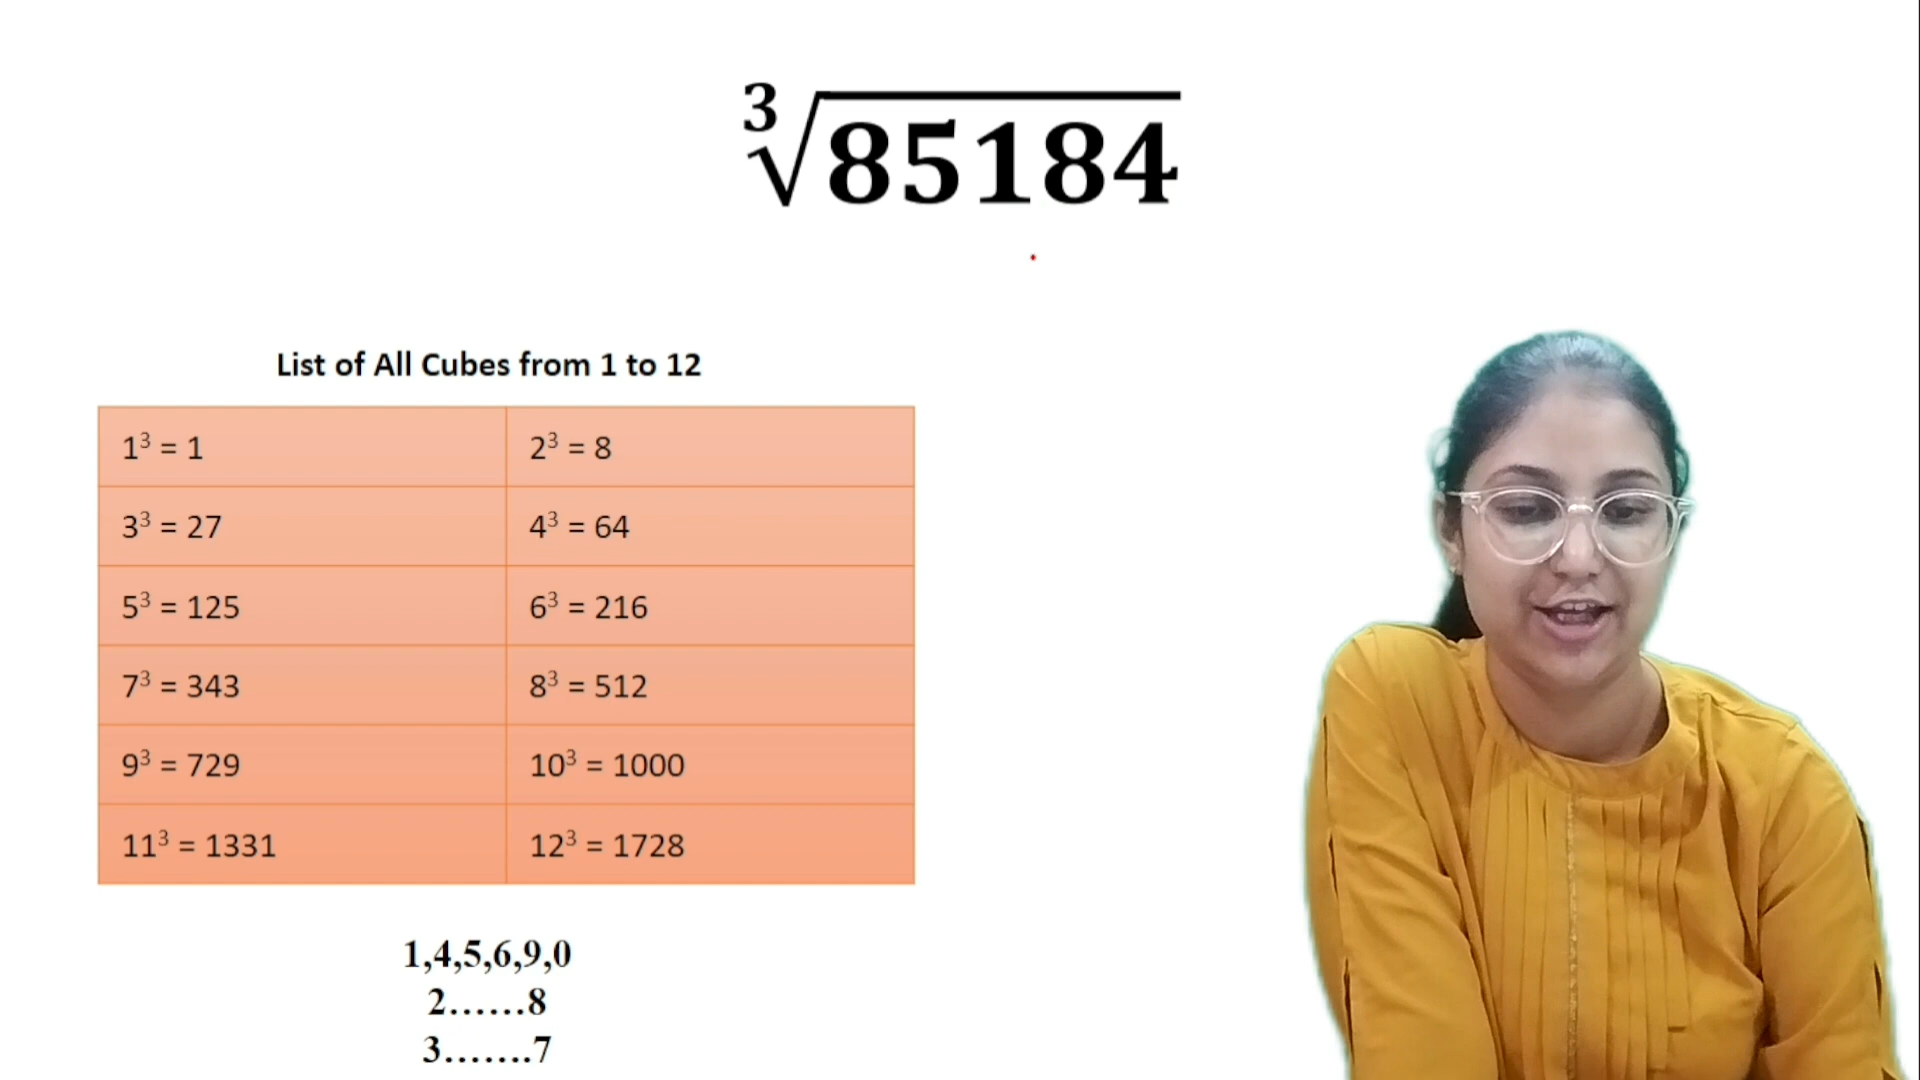 ∛85184
List of All Cubes from 1 to 12
1³ = 1
2³ = 8
3³ = 27
4³ = 64
5³ = 125
6³ = 216
7³ = 343
8³ = 512
9³ = 729
10³ = 1000
11³ = 1331
12³ = 1728
1,4,5,6,9,0
2......8
3.......7